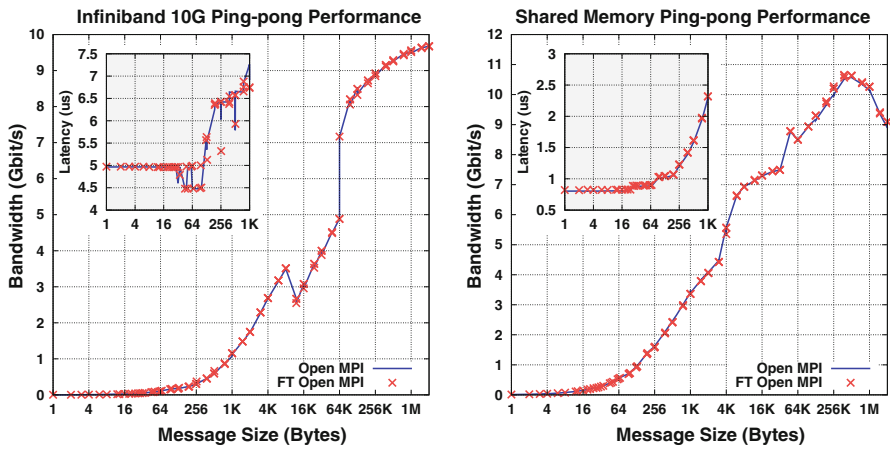 Infiniband 10G Ping-pong Performance
Bandwidth (Gbit/s)
10
9
8
7
6
5
4
3
2
1
0
Latency (us)
7.5
7
6.5
6
5.5
5
4.5
4
1 4 16 64 256 1K
Open MPI
FT Open MPI
1 4 16 64 256 1K 4K 16K 64K 256K 1M
Message Size (Bytes)
Shared Memory Ping-pong Performance
Bandwidth (Gbit/s)
12
11
10
9
8
7
6
5
4
3
2
1
0
Latency (us)
3
2.5
2
1.5
1
0.5
1 4 16 64 256 1K
Open MPI
FT Open MPI
1 4 16 64 256 1K 4K 16K 64K 256K 1M
Message Size (Bytes)